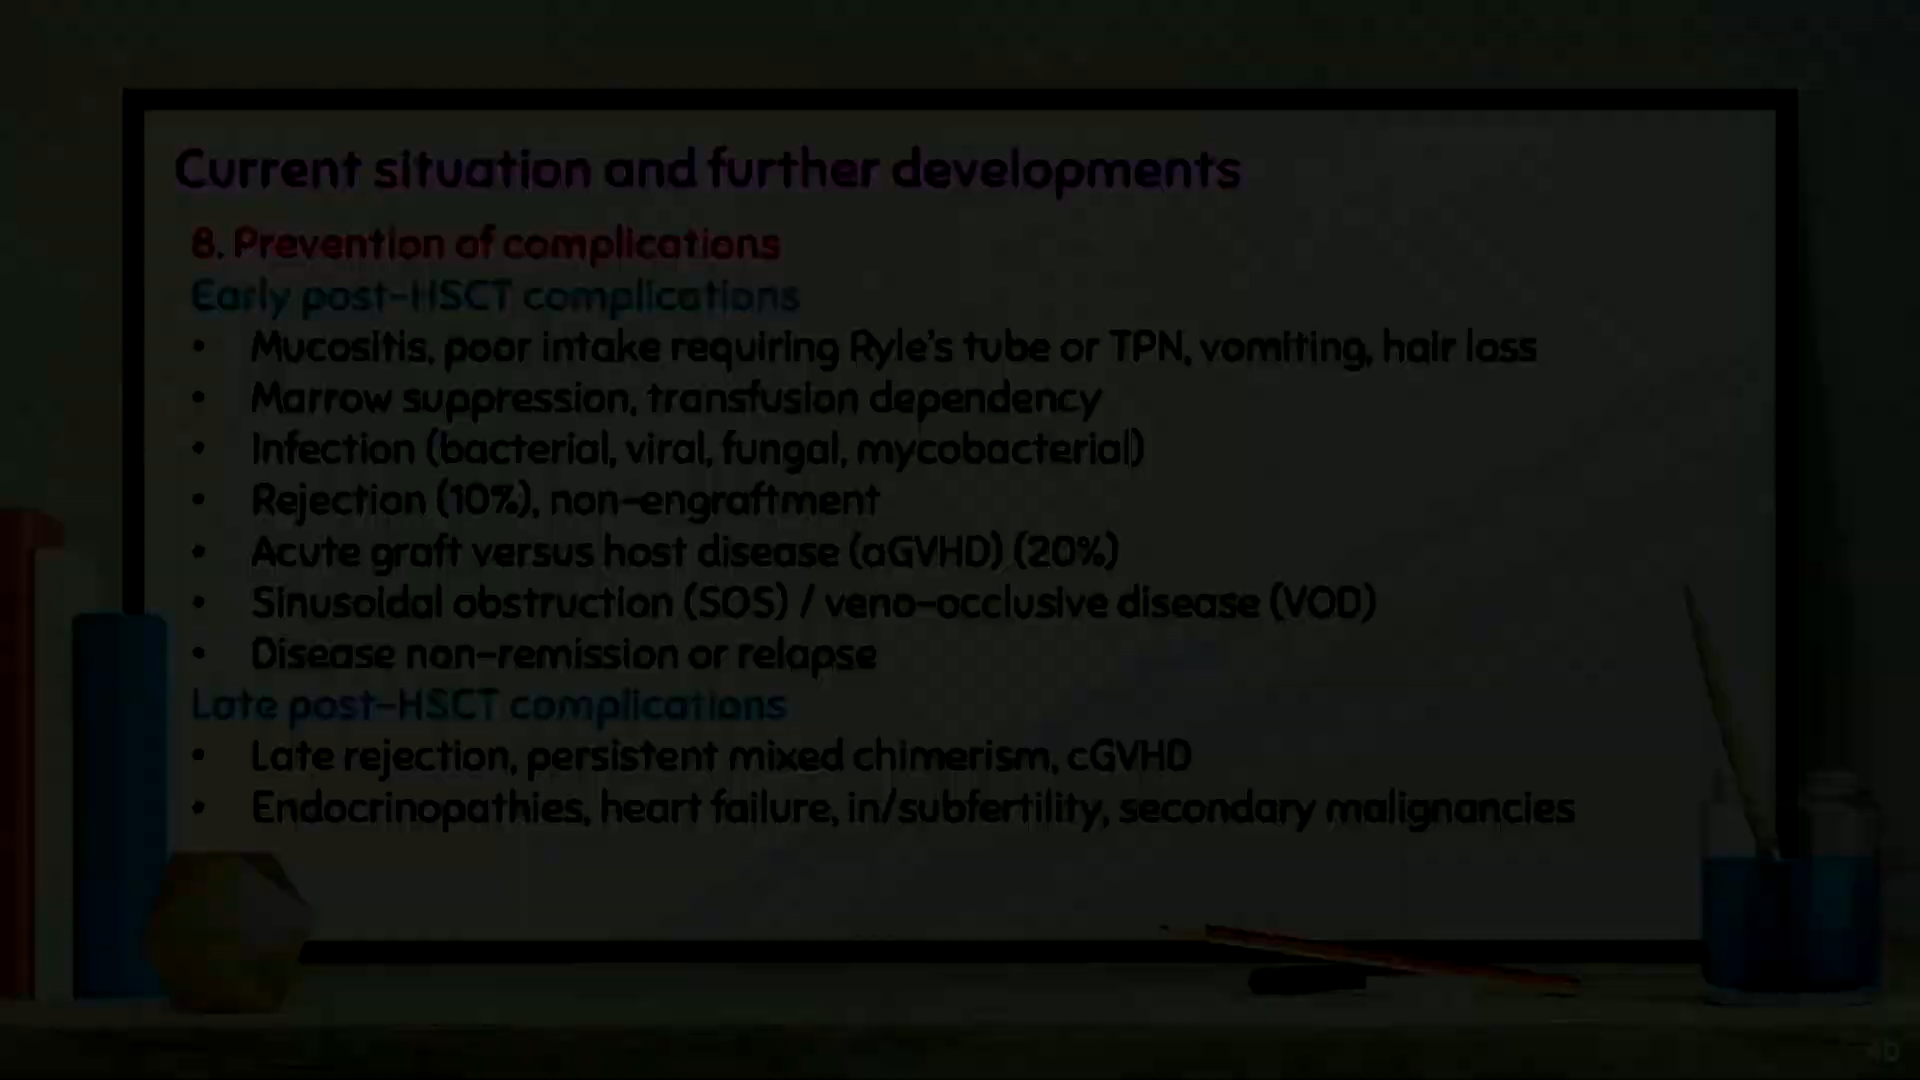 Current situation and further developments
8. Prevention of complications
Early post-HSCT complications
• Mucositis, poor intake requiring Ryle's tube or TPN, vomiting, hair loss
• Marrow suppression, transfusion dependency
• Infection (bacterial, viral, fungal, mycobacterial)
• Rejection (10%), non-engraftment
• Acute graft versus host disease (aGVHD) (20%)
• Sinusoidal obstruction (SOS) / veno-occlusive disease (VOD)
• Disease non-remission or relapse
Late post-HSCT complications
• Late rejection, persistent mixed chimerism, cGVHD
• Endocrinopathies, heart failure, in/subfertility, secondary malignancies